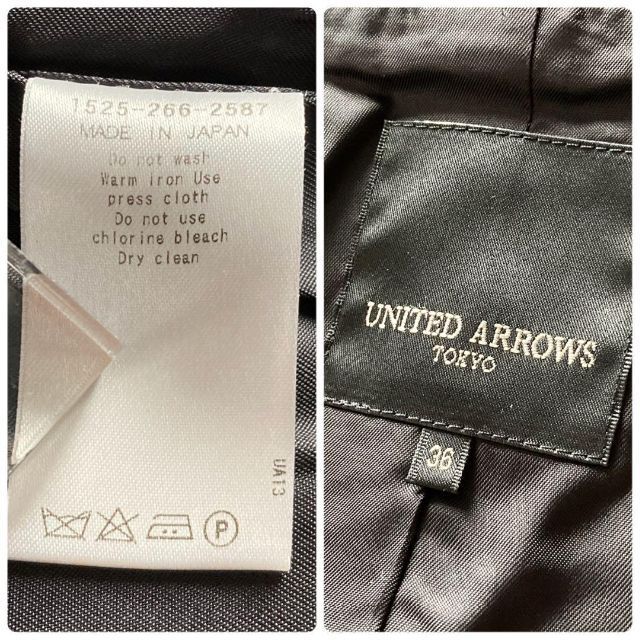 1525-266-2587
MADE IN JAPAN
Do not wash
Warm iron Use
press cloth
Do not use
chlorine bleach
Dry clean
UA13
P
UNITED ARROWS
TOKYO
36